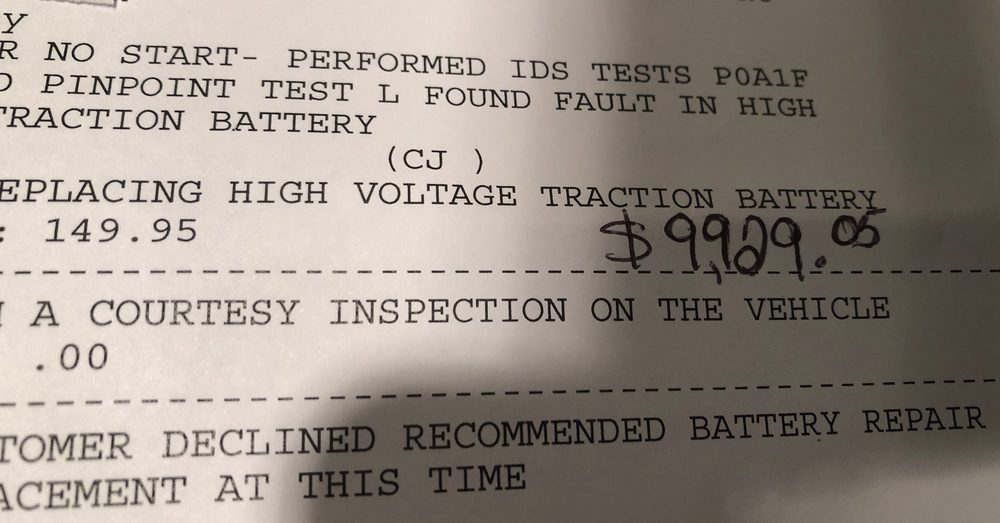 Y
R NO START- PERFORMED IDS TESTS P0A1F
D PINPOINT TEST L FOUND FAULT IN HIGH
TRACTION BATTERY
(CJ )
EPLACING HIGH VOLTAGE TRACTION BATTERY
: 149.95 $9,929.05
A COURTESY INSPECTION ON THE VEHICLE
.00
TOMER DECLINED RECOMMENDED BATTERY REPAIR
ACEMENT AT THIS TIME